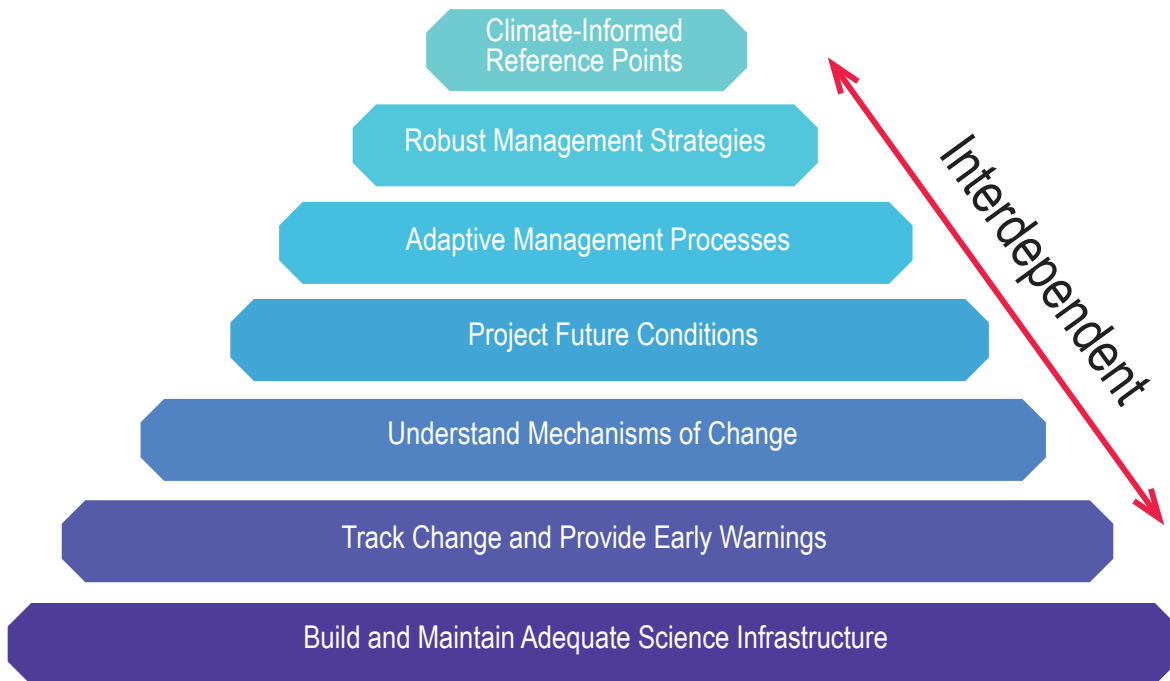 Climate-Informed
Reference Points
Robust Management Strategies
Adaptive Management Processes
Project Future Conditions
Understand Mechanisms of Change
Track Change and Provide Early Warnings
Build and Maintain Adequate Science Infrastructure
Interdependent